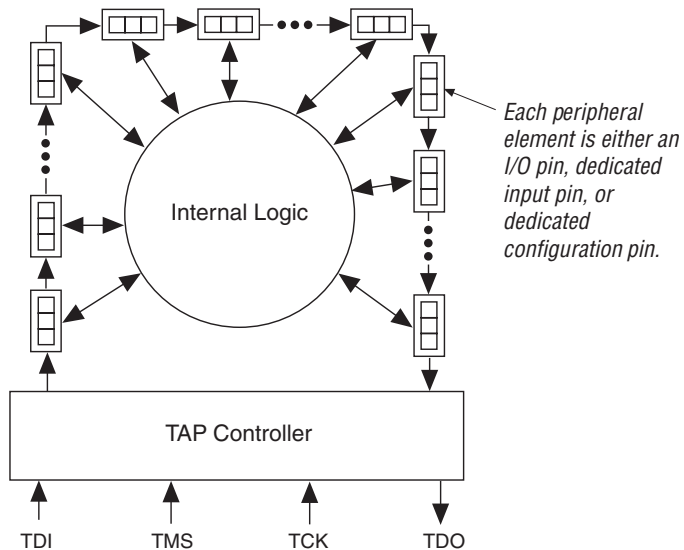 Each peripheral
element is either an
I/O pin, dedicated
input pin, or
dedicated
configuration pin.
Internal Logic
TAP Controller
TDI
TMS
TCK
TDO